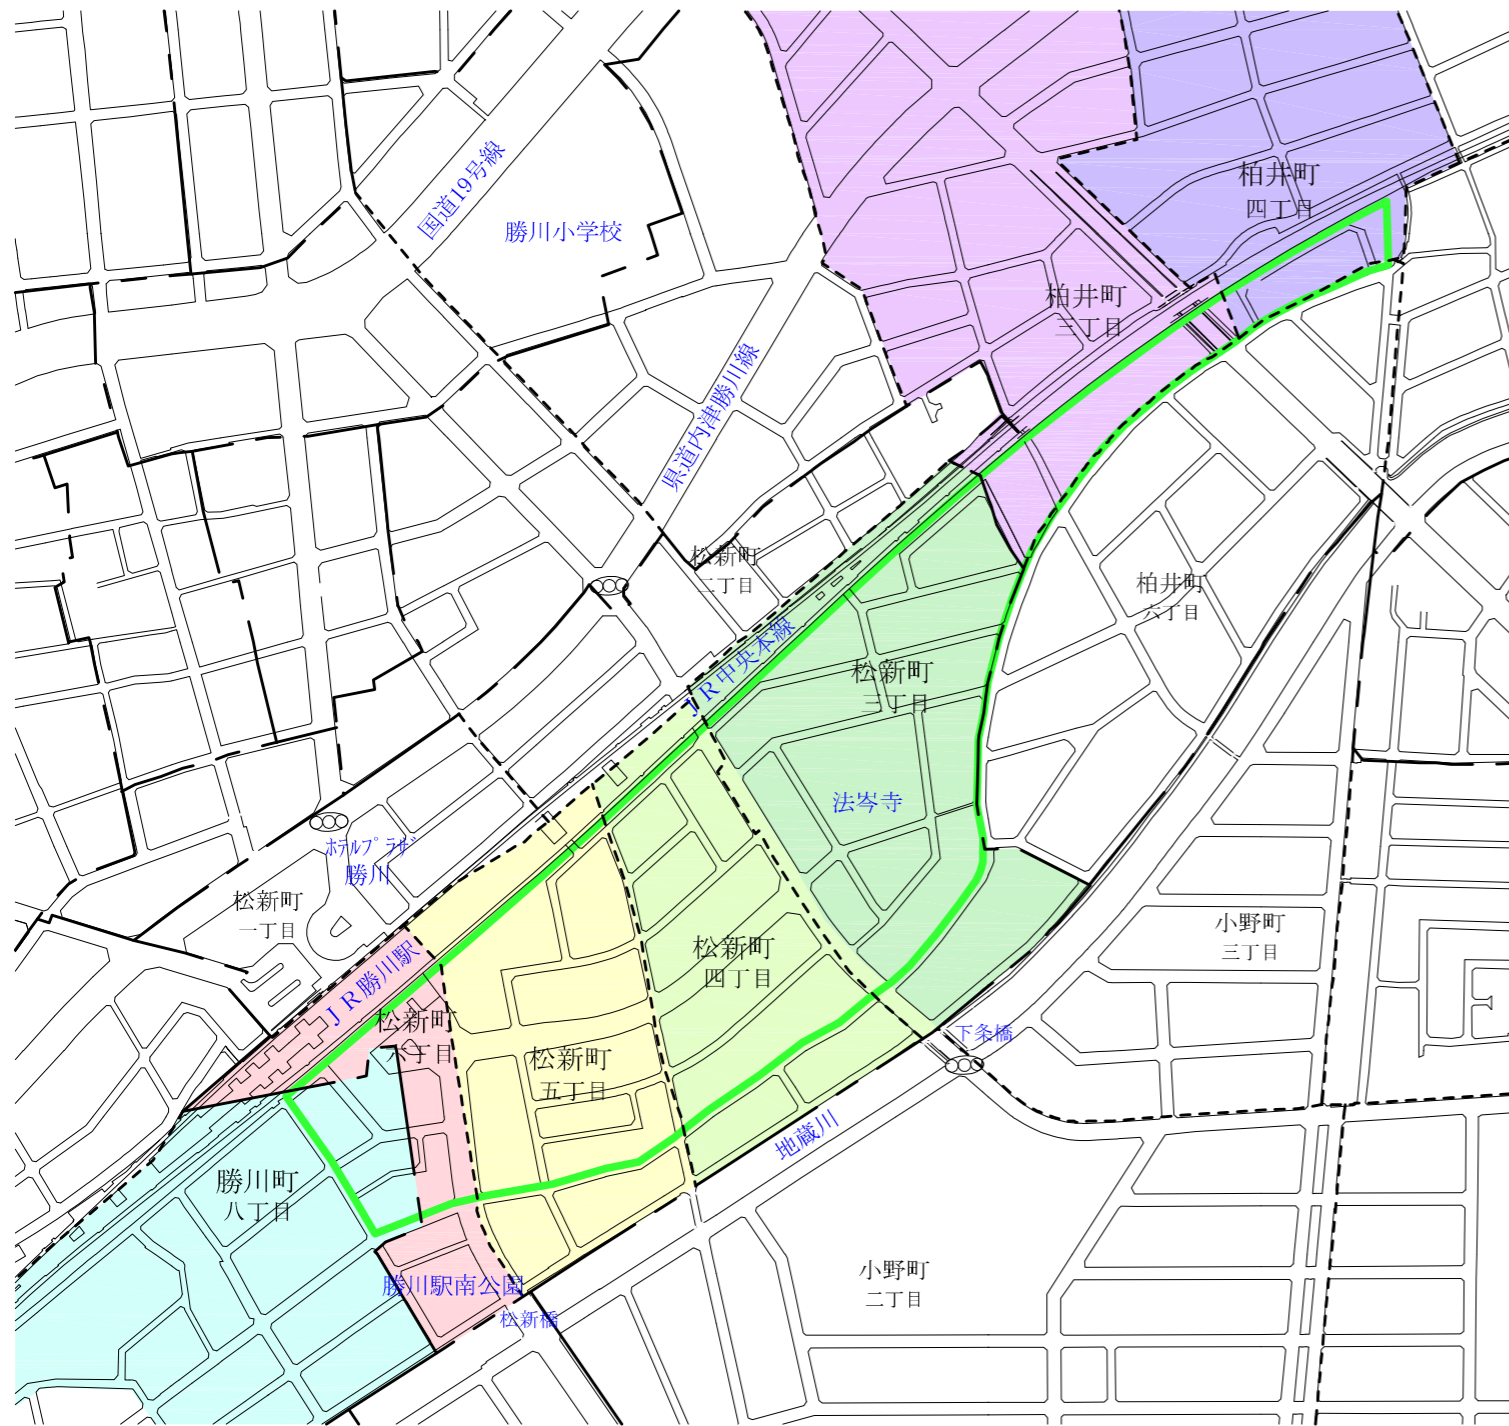 国道19号線
勝川小学校
柏井町
四丁目
柏井町
三丁目
県道内津勝川線
松新町
二丁目
柏井町
六丁目
JR中央本線
松新町
三丁目
法岑寺
ホテルプラザ
勝川
松新町
一丁目
小野町
三丁目
松新町
四丁目
JR勝川駅
松新町
六丁目
下条橋
松新町
五丁目
地蔵川
勝川町
八丁目
小野町
二丁目
勝川駅南公園
松新橋